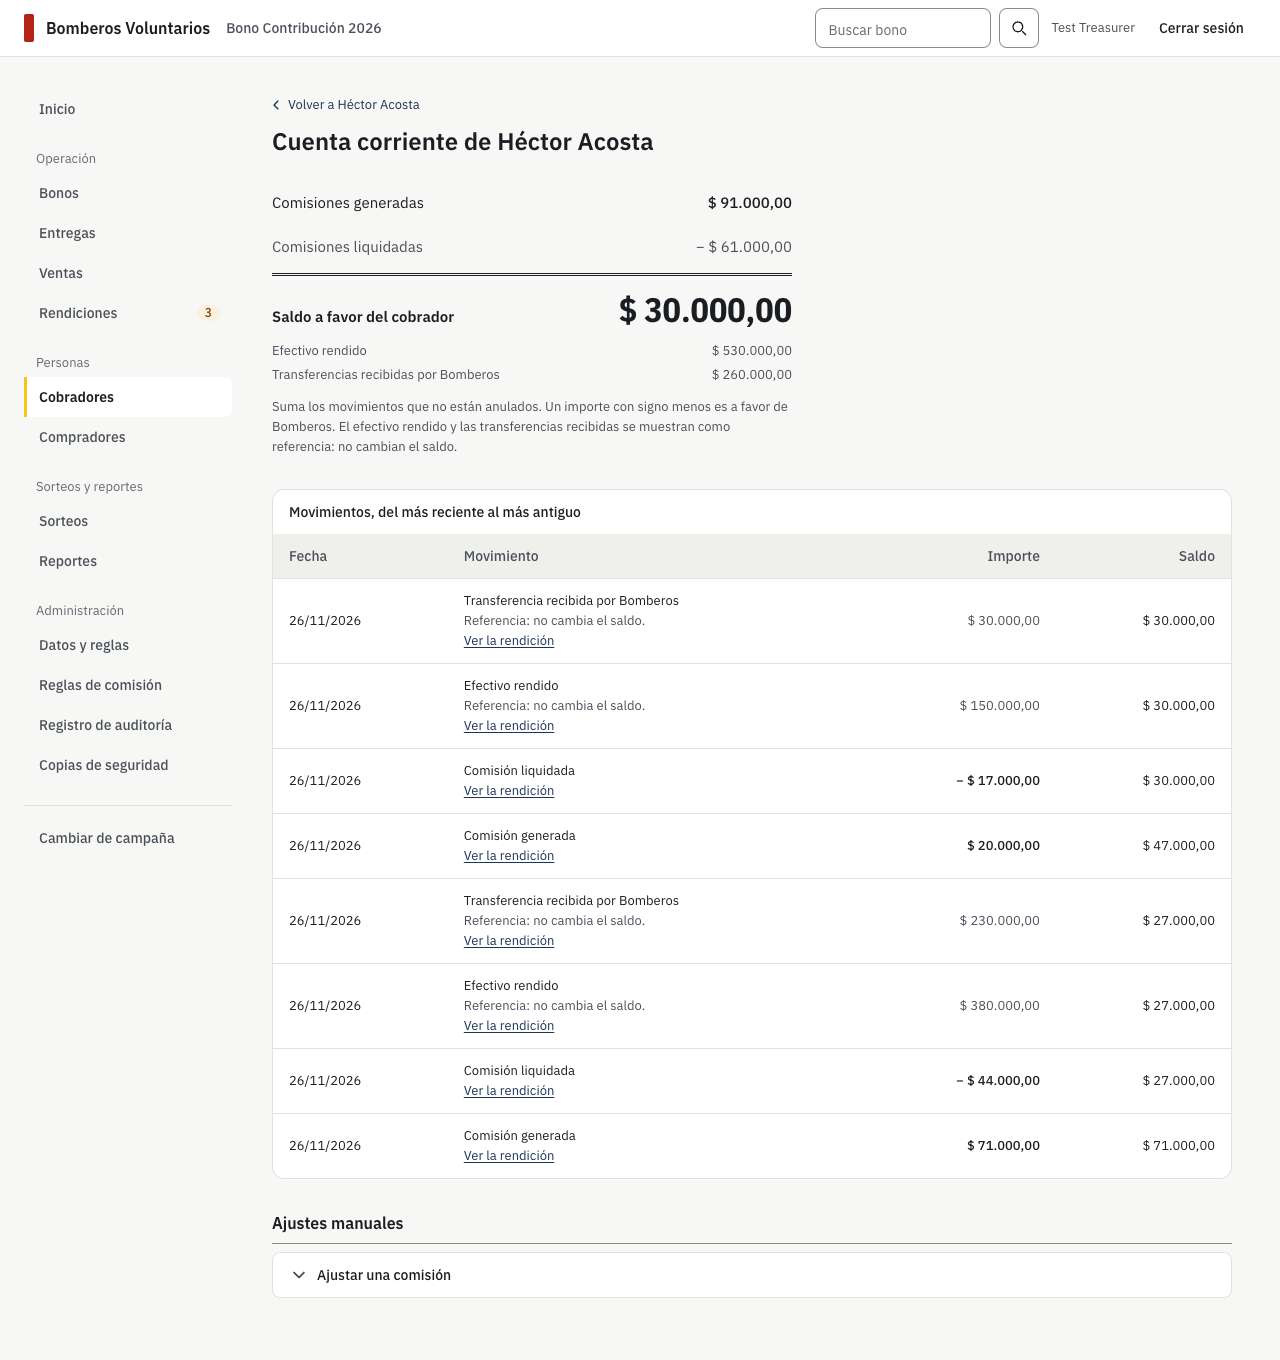 Bomberos Voluntarios Bono Contribución 2026 Buscar bono Test Treasurer Cerrar sesión
Inicio
Operación
Bonos
Entregas
Ventas
Rendiciones 3
Personas
Cobradores
Compradores
Sorteos y reportes
Sorteos
Reportes
Administración
Datos y reglas
Reglas de comisión
Registro de auditoría
Copias de seguridad
Cambiar de campaña
Volver a Héctor Acosta
Cuenta corriente de Héctor Acosta
Comisiones generadas $ 91.000,00
Comisiones liquidadas − $ 61.000,00
Saldo a favor del cobrador $ 30.000,00
Efectivo rendido $ 530.000,00
Transferencias recibidas por Bomberos $ 260.000,00
Suma los movimientos que no están anulados. Un importe con signo menos es a favor de
Bomberos. El efectivo rendido y las transferencias recibidas se muestran como
referencia: no cambian el saldo.
Movimientos, del más reciente al más antiguo
Fecha Movimiento Importe Saldo
Transferencia recibida por Bomberos
26/11/2026 Referencia: no cambia el saldo. $ 30.000,00 $ 30.000,00
Ver la rendición
Efectivo rendido
26/11/2026 Referencia: no cambia el saldo. $ 150.000,00 $ 30.000,00
Ver la rendición
Comisión liquidada
26/11/2026 − $ 17.000,00 $ 30.000,00
Ver la rendición
Comisión generada
26/11/2026 $ 20.000,00 $ 47.000,00
Ver la rendición
Transferencia recibida por Bomberos
26/11/2026 Referencia: no cambia el saldo. $ 230.000,00 $ 27.000,00
Ver la rendición
Efectivo rendido
26/11/2026 Referencia: no cambia el saldo. $ 380.000,00 $ 27.000,00
Ver la rendición
Comisión liquidada
26/11/2026 − $ 44.000,00 $ 27.000,00
Ver la rendición
Comisión generada
26/11/2026 $ 71.000,00 $ 71.000,00
Ver la rendición
Ajustes manuales
Ajustar una comisión